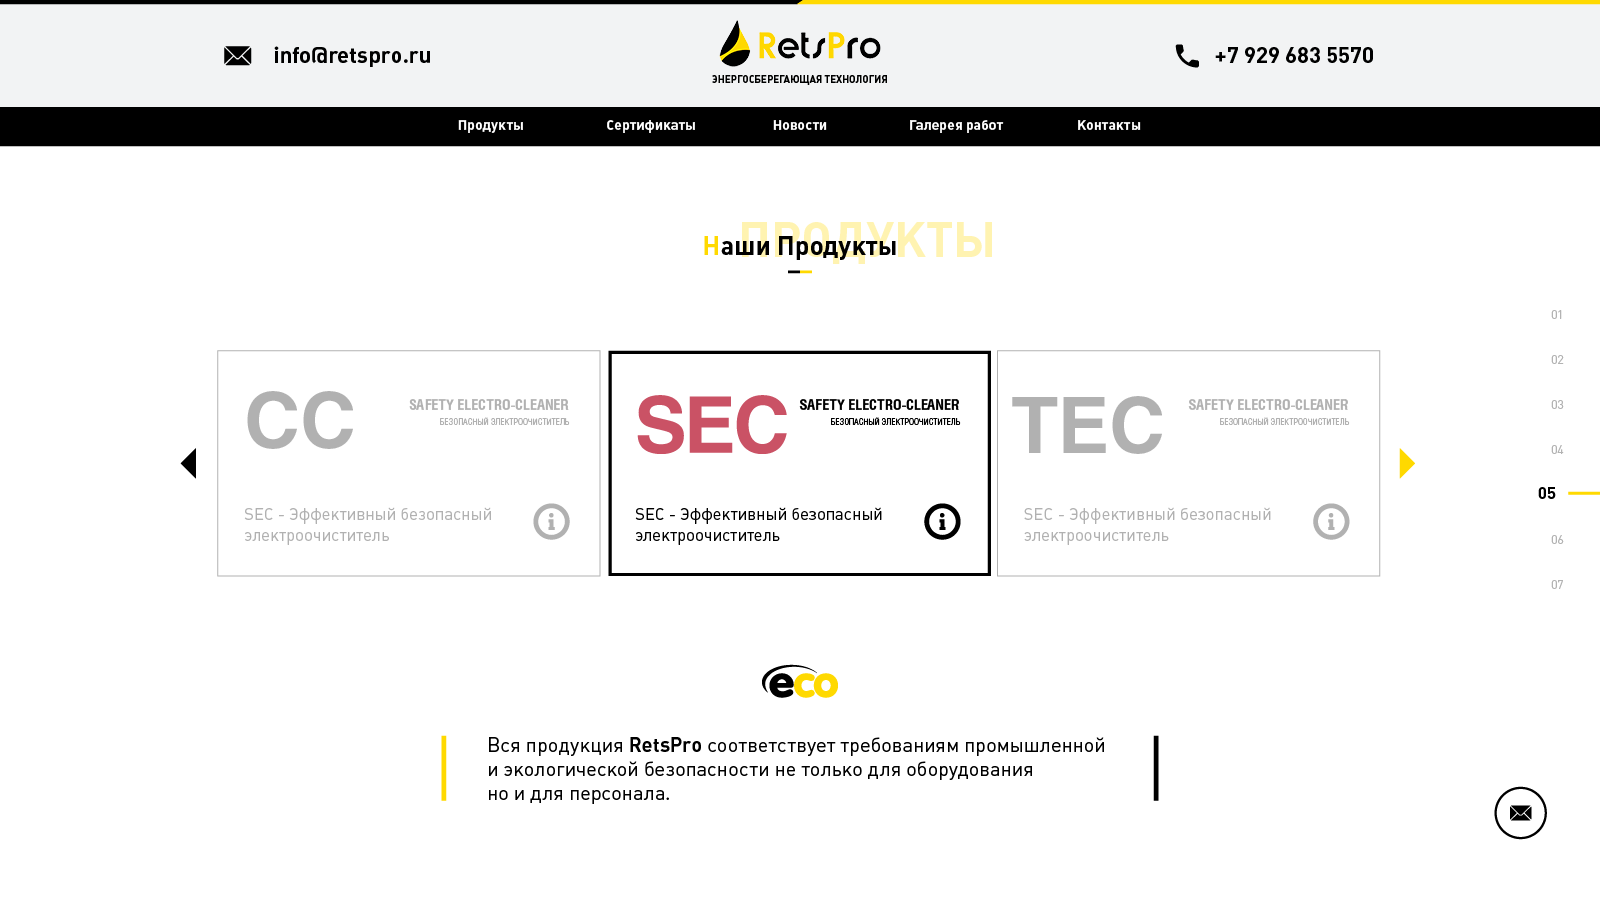 info@retspro.ru
RetsPro
ЭНЕРГОСБЕРЕГАЮЩАЯ ТЕХНОЛОГИЯ
+7 929 683 5570
Продукты Сертификаты Новости Галерея работ Контакты
ПРОДУКТЫ
Наши Продукты
01
02
03
04
05
06
07
CC
SAFETY ELECTRO-CLEANER
БЕЗОПАСНЫЙ ЭЛЕКТРООЧИСТИТЕЛЬ
SEC - Эффективный безопасный
электроочиститель
SEC
SAFETY ELECTRO-CLEANER
БЕЗОПАСНЫЙ ЭЛЕКТРООЧИСТИТЕЛЬ
SEC - Эффективный безопасный
электроочиститель
TEC
SAFETY ELECTRO-CLEANER
БЕЗОПАСНЫЙ ЭЛЕКТРООЧИСТИТЕЛЬ
SEC - Эффективный безопасный
электроочиститель
eco
Вся продукция RetsPro соответствует требованиям промышленной
и экологической безопасности не только для оборудования
но и для персонала.